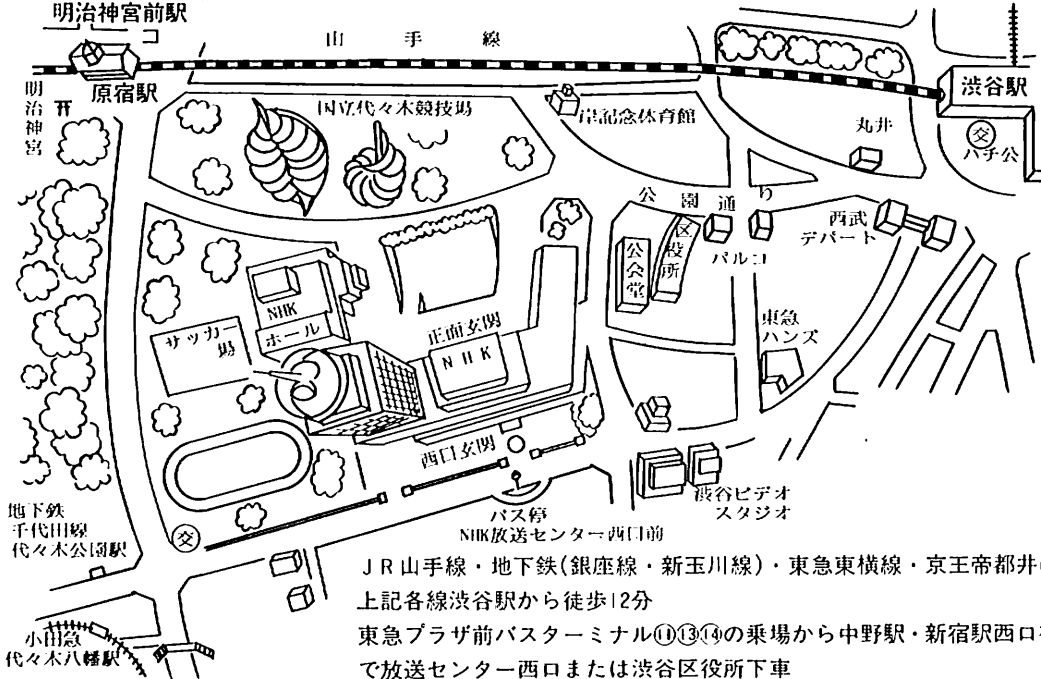 明治神宮前駅
山手線
原宿駅
渋谷駅
明治神宮
国立代々木競技場
岸記念体育館
丸井
交
ハチ公
公園通り
区役所
公会堂
パルコ
西武
デパート
NHK
ホール
サッカー
場
正面玄関
NHK
東急
ハンズ
西口玄関
渋谷ビデオ
スタジオ
バス停
NHK放送センター西口前
地下鉄
千代田線
代々木公園駅
交
小田急
代々木八幡駅
JR山手線・地下鉄(銀座線・新玉川線)・東急東横線・京王帝都井
上記各線渋谷駅から徒歩12分
東急プラザ前バスターミナル⑪⑬⑭の乗場から中野駅・新宿駅西口
で放送センター西口または渋谷区役所下車